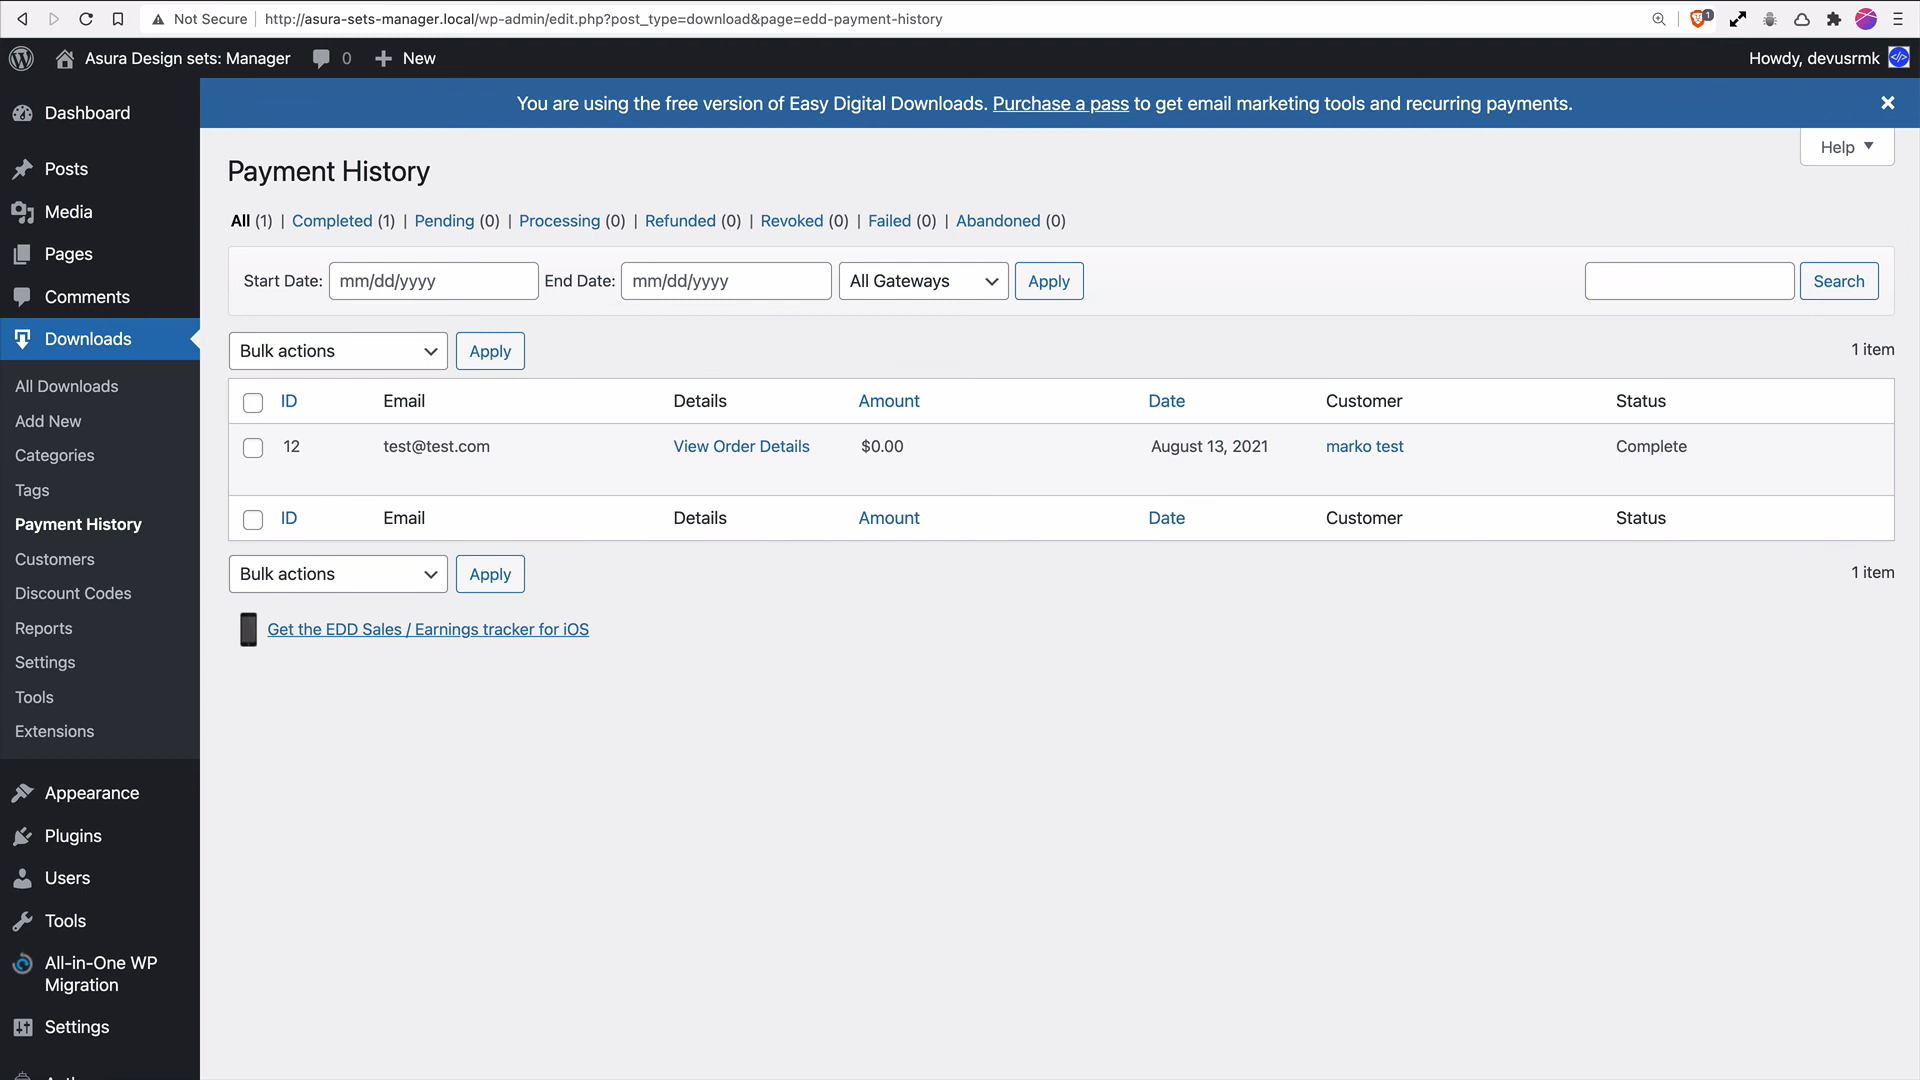 Not Secure http://asura-sets-manager.local/wp-admin/edit.php?post_type=download&page=edd-payment-history 1
Asura Design sets: Manager 0 New Howdy, devusrmk
You are using the free version of Easy Digital Downloads. Purchase a pass to get email marketing tools and recurring payments.
Help
Dashboard
Posts
Media
Pages
Comments
Downloads
All Downloads
Add New
Categories
Tags
Payment History
Customers
Discount Codes
Reports
Settings
Tools
Extensions
Appearance
Plugins
Users
Tools
All-in-One WP
Migration
Settings
Payment History
All (1) | Completed (1) | Pending (0) | Processing (0) | Refunded (0) | Revoked (0) | Failed (0) | Abandoned (0)
Start Date: mm/dd/yyyy End Date: mm/dd/yyyy All Gateways Apply Search
Bulk actions Apply 1 item
ID Email Details Amount Date Customer Status
12 test@test.com View Order Details $0.00 August 13, 2021 marko test Complete
ID Email Details Amount Date Customer Status
Bulk actions Apply 1 item
Get the EDD Sales / Earnings tracker for iOS